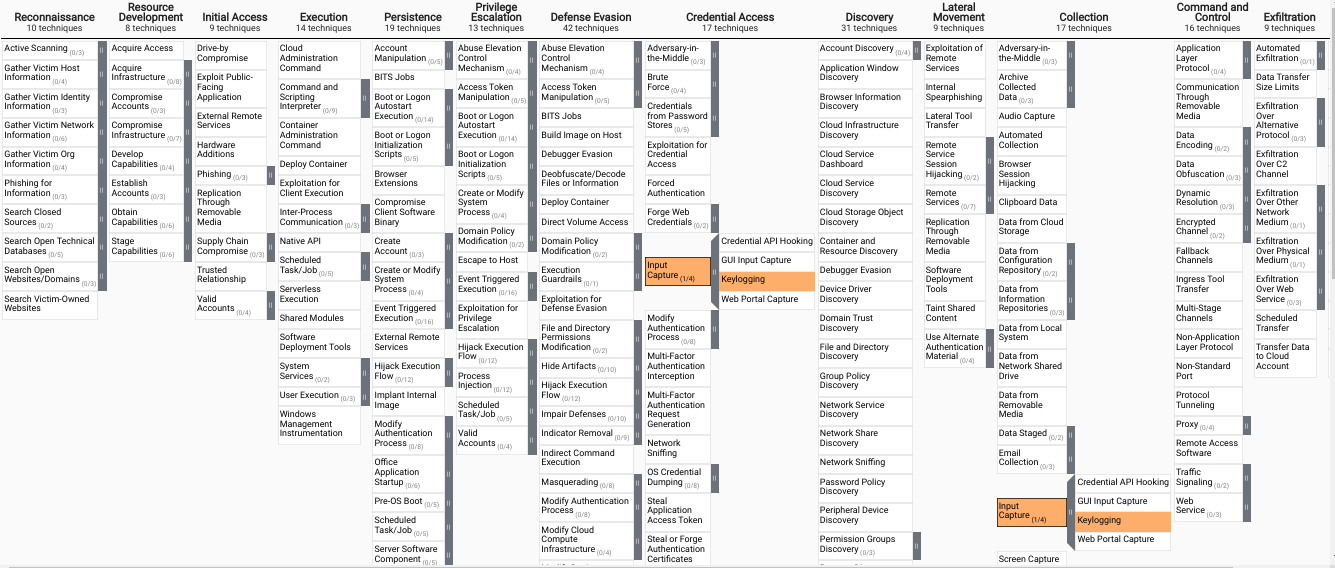 Reconnaissance
10 techniques
Active Scanning (0/3)
Gather Victim Host
Information (0/4)
Gather Victim Identity
Information (0/3)
Gather Victim Network
Information (0/6)
Gather Victim Org
Information (0/4)
Phishing for
Information (0/3)
Search Closed
Sources (0/2)
Search Open Technical
Databases (0/5)
Search Open
Websites/Domains (0/3)
Search Victim-Owned
Websites
Resource
Development
8 techniques
Acquire Access
Acquire
Infrastructure (0/8)
Compromise
Accounts (0/3)
Compromise
Infrastructure (0/7)
Develop
Capabilities (0/4)
Establish
Accounts (0/3)
Obtain
Capabilities (0/6)
Stage
Capabilities (0/6)
Initial Access
9 techniques
Drive-by
Compromise
Exploit Public-
Facing
Application
External Remote
Services
Hardware
Additions
Phishing (0/3)
Replication
Through
Removable
Media
Supply Chain
Compromise (0/3)
Trusted
Relationship
Valid
Accounts (0/4)
Execution
14 techniques
Cloud
Administration
Command
Command and
Scripting
Interpreter (0/9)
Container
Administration
Command
Deploy Container
Exploitation for
Client Execution
Inter-Process
Communication (0/3)
Native API
Scheduled
Task/Job (0/5)
Serverless
Execution
Shared Modules
Software
Deployment Tools
System
Services (0/2)
User Execution (0/3)
Windows
Management
Instrumentation
Persistence
19 techniques
Account
Manipulation (0/5)
BITS Jobs
Boot or Logon
Autostart
Execution (0/14)
Boot or Logon
Initialization
Scripts (0/5)
Browser
Extensions
Compromise
Client Software
Binary
Create
Account (0/3)
Create or Modify
System
Process (0/4)
Event Triggered
Execution (0/16)
External Remote
Services
Hijack Execution
Flow (0/12)
Implant Internal
Image
Modify
Authentication
Process (0/8)
Office
Application
Startup (0/6)
Pre-OS Boot (0/5)
Scheduled
Task/Job (0/5)
Server Software
Component (0/5)
Privilege
Escalation
13 techniques
Abuse Elevation
Control
Mechanism (0/4)
Access Token
Manipulation (0/5)
Boot or Logon
Autostart
Execution (0/14)
Boot or Logon
Initialization
Scripts (0/5)
Create or Modify
System
Process (0/4)
Domain Policy
Modification (0/2)
Escape to Host
Event Triggered
Execution (0/16)
Exploitation for
Privilege
Escalation
Hijack Execution
Flow (0/12)
Process
Injection (0/12)
Scheduled
Task/Job (0/5)
Valid
Accounts (0/4)
Defense Evasion
42 techniques
Abuse Elevation
Control
Mechanism (0/4)
Access Token
Manipulation (0/5)
BITS Jobs
Build Image on Host
Debugger Evasion
Deobfuscate/Decode
Files or Information
Deploy Container
Direct Volume Access
Domain Policy
Modification (0/2)
Execution
Guardrails (0/1)
Exploitation for
Defense Evasion
File and Directory
Permissions
Modification (0/2)
Hide Artifacts (0/10)
Hijack Execution
Flow (0/12)
Impair Defenses (0/10)
Indicator Removal (0/9)
Indirect Command
Execution
Masquerading (0/8)
Modify Authentication
Process (0/8)
Modify Cloud
Compute
Infrastructure (0/4)
Credential Access
17 techniques
Adversary-in-
the-Middle (0/3)
Brute
Force (0/4)
Credentials
from Password
Stores (0/5)
Exploitation for
Credential
Access
Forced
Authentication
Forge Web
Credentials (0/2)
Input
Capture (1/4)
Credential API Hooking
GUI Input Capture
Keylogging
Web Portal Capture
Modify
Authentication
Process (0/8)
Multi-Factor
Authentication
Interception
Multi-Factor
Authentication
Request
Generation
Network
Sniffing
OS Credential
Dumping (0/8)
Steal
Application
Access Token
Steal or Forge
Authentication
Certificates
Discovery
31 techniques
Account Discovery (0/4)
Application Window
Discovery
Browser Information
Discovery
Cloud Infrastructure
Discovery
Cloud Service
Dashboard
Cloud Service
Discovery
Cloud Storage Object
Discovery
Container and
Resource Discovery
Debugger Evasion
Device Driver
Discovery
Domain Trust
Discovery
File and Directory
Discovery
Group Policy
Discovery
Network Service
Discovery
Network Share
Discovery
Network Sniffing
Password Policy
Discovery
Peripheral Device
Discovery
Permission Groups
Discovery (0/3)
Lateral
Movement
9 techniques
Exploitation of
Remote
Services
Internal
Spearphishing
Lateral Tool
Transfer
Remote
Service
Session
Hijacking (0/2)
Remote
Services (0/7)
Replication
Through
Removable
Media
Software
Deployment
Tools
Taint Shared
Content
Use Alternate
Authentication
Material (0/4)
Collection
17 techniques
Adversary-in-
the-Middle (0/3)
Archive
Collected
Data (0/3)
Audio Capture
Automated
Collection
Browser
Session
Hijacking
Clipboard Data
Data from Cloud
Storage
Data from
Configuration
Repository (0/2)
Data from
Information
Repositories (0/3)
Data from Local
System
Data from
Network Shared
Drive
Data from
Removable
Media
Data Staged (0/2)
Email
Collection (0/3)
Input
Capture (1/4)
Credential API Hooking
GUI Input Capture
Keylogging
Web Portal Capture
Screen Capture
Command and
Control
16 techniques
Application
Layer
Protocol (0/4)
Communication
Through
Removable
Media
Data
Encoding (0/2)
Data
Obfuscation (0/3)
Dynamic
Resolution (0/3)
Encrypted
Channel (0/2)
Fallback
Channels
Ingress Tool
Transfer
Multi-Stage
Channels
Non-Application
Layer Protocol
Non-Standard
Port
Protocol
Tunneling
Proxy (0/4)
Remote Access
Software
Traffic
Signaling (0/2)
Web
Service (0/3)
Exfiltration
9 techniques
Automated
Exfiltration (0/1)
Data Transfer
Size Limits
Exfiltration
Over
Alternative
Protocol (0/3)
Exfiltration
Over C2
Channel
Exfiltration
Over Other
Network
Medium (0/1)
Exfiltration
Over Physical
Medium (0/1)
Exfiltration
Over Web
Service (0/3)
Scheduled
Transfer
Transfer Data
to Cloud
Account